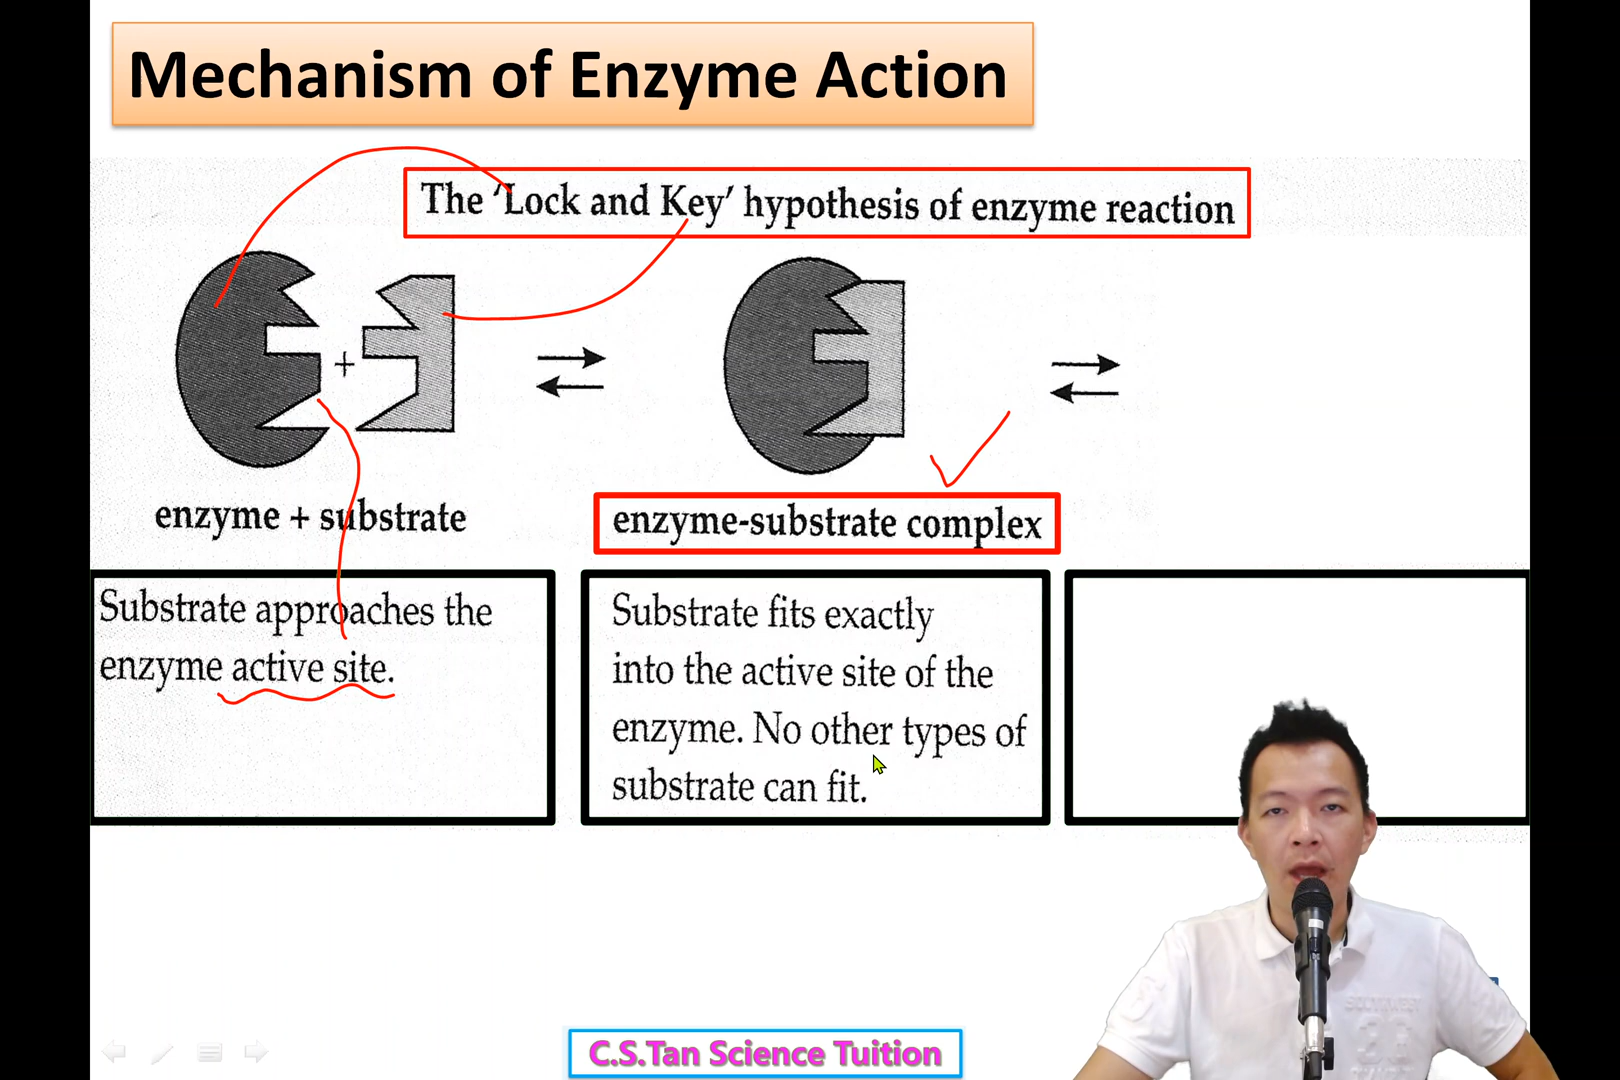 Mechanism of Enzyme Action
The ‘Lock and Key’ hypothesis of enzyme reaction
+
enzyme + substrate
enzyme-substrate complex
Substrate approaches the
enzyme active site.
Substrate fits exactly
into the active site of the
enzyme. No other types of
substrate can fit.
C.S.Tan Science Tuition